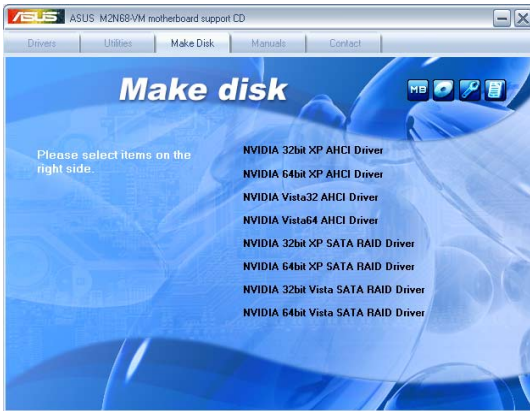 ASUS M2N68-VM motherboard support CD
Drivers Utilities Make Disk Manuals Contact
Make disk
MB
Please select items on the
right side.
NVIDIA 32bit XP AHCI Driver
NVIDIA 64bit XP AHCI Driver
NVIDIA Vista32 AHCI Driver
NVIDIA Vista64 AHCI Driver
NVIDIA 32bit XP SATA RAID Driver
NVIDIA 64bit XP SATA RAID Driver
NVIDIA 32bit Vista SATA RAID Driver
NVIDIA 64bit Vista SATA RAID Driver